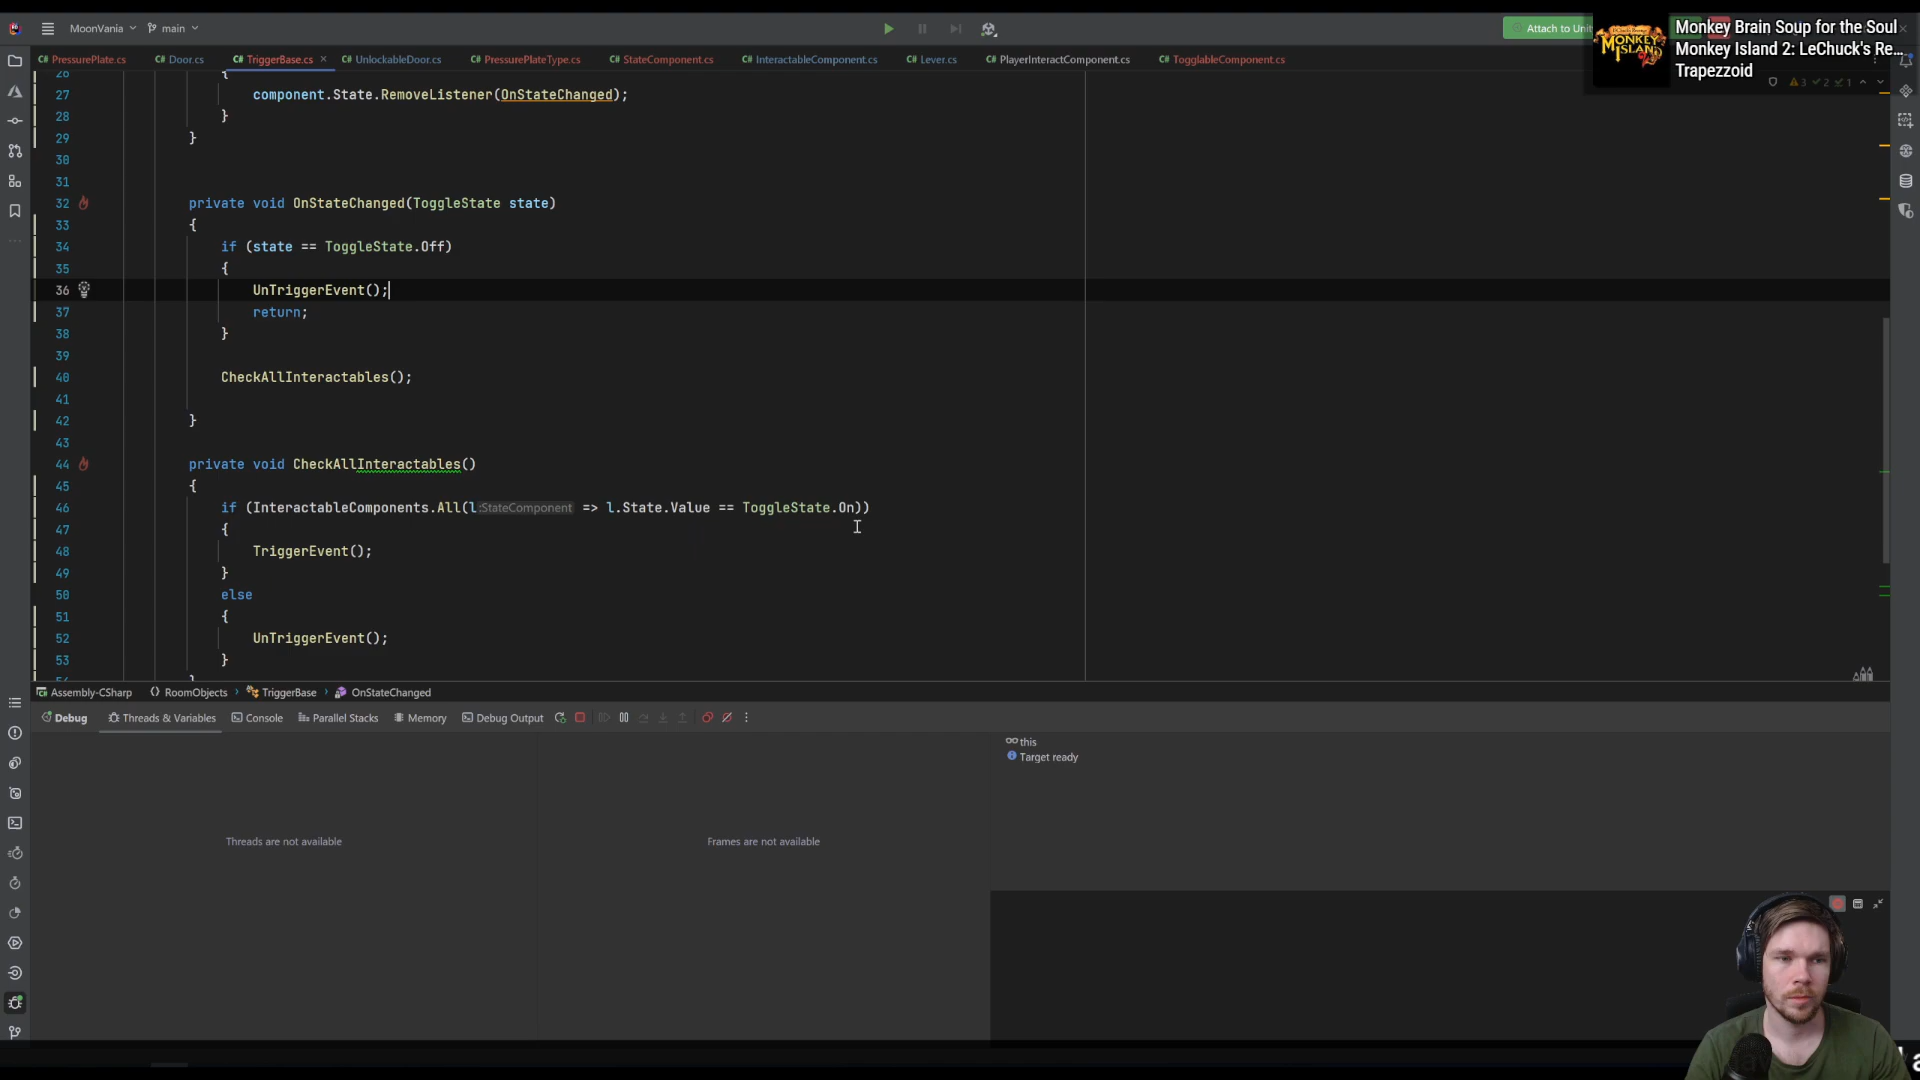 MoonVania
main
Attach to Unit
Monkey Brain Soup for the Soul
Monkey Island 2: LeChuck's Re...
Trapezzoid
PressurePlate.cs
Door.cs
TriggerBase.cs
UnlockableDoor.cs
PressurePlateType.cs
StateComponent.cs
InteractableComponent.cs
Lever.cs
PlayerInteractComponent.cs
TogglableComponent.cs
3 2 1
26 {
27 component.State.RemoveListener(OnStateChanged);
28 }
29 }
30
31
32 private void OnStateChanged(ToggleState state)
33 {
34 if (state == ToggleState.Off)
35 {
36 UnTriggerEvent();
37 return;
38 }
39
40 CheckAllInteractables();
41
42 }
43
44 private void CheckAllInteractables()
45 {
46 if (InteractableComponents.All(l:StateComponent => l.State.Value == ToggleState.On))
47 {
48 TriggerEvent();
49 }
50 else
51 {
52 UnTriggerEvent();
53 }
Assembly-CSharp RoomObjects TriggerBase OnStateChanged
Debug Threads & Variables Console Parallel Stacks Memory Debug Output
this
Target ready
Threads are not available
Frames are not available